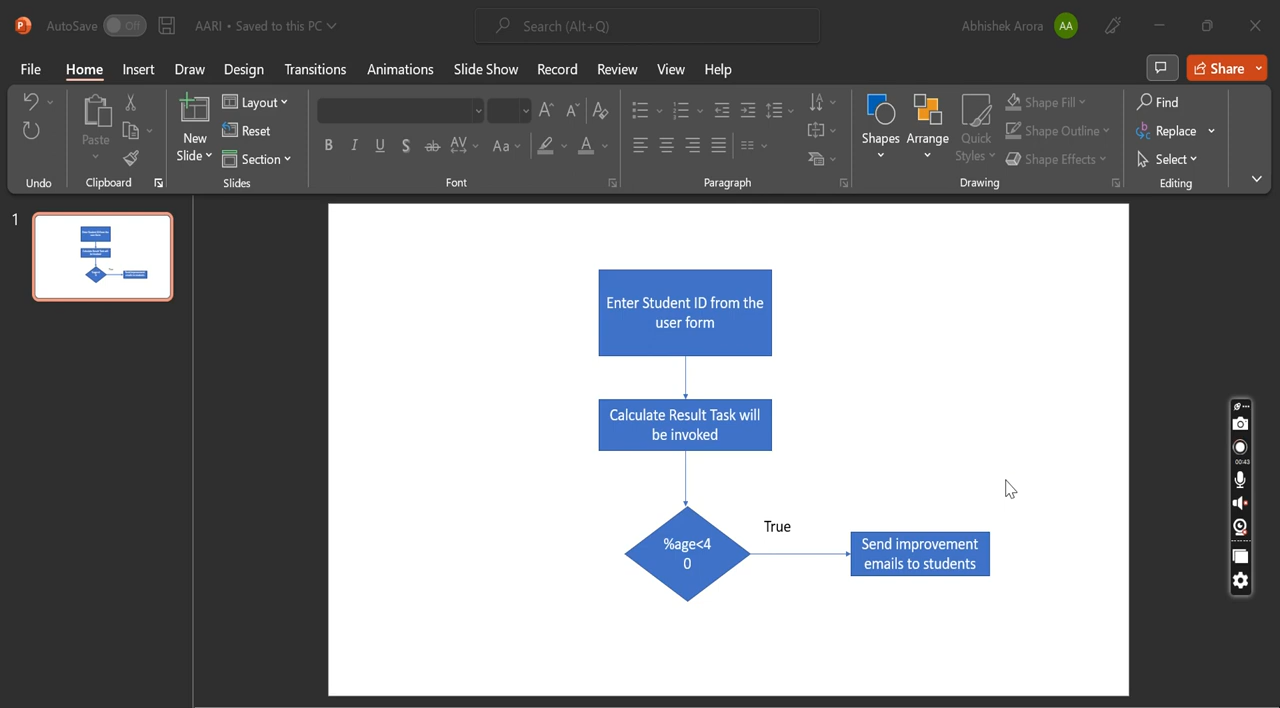 AutoSave Off AARI • Saved to this PC Search (Alt+Q) Abhishek Arora AA
File Home Insert Draw Design Transitions Animations Slide Show Record Review View Help Share
Paste New Slide Layout Reset Section
B I U S ab AV Aa A
Shapes Arrange Quick Styles Shape Fill Shape Outline Shape Effects
Find Replace Select
Undo Clipboard Slides Font Paragraph Drawing Editing
1
Enter Student ID from the
user form
Calculate Result Task will
be invoked
True
%age<4
0
Send improvement
emails to students
00:43